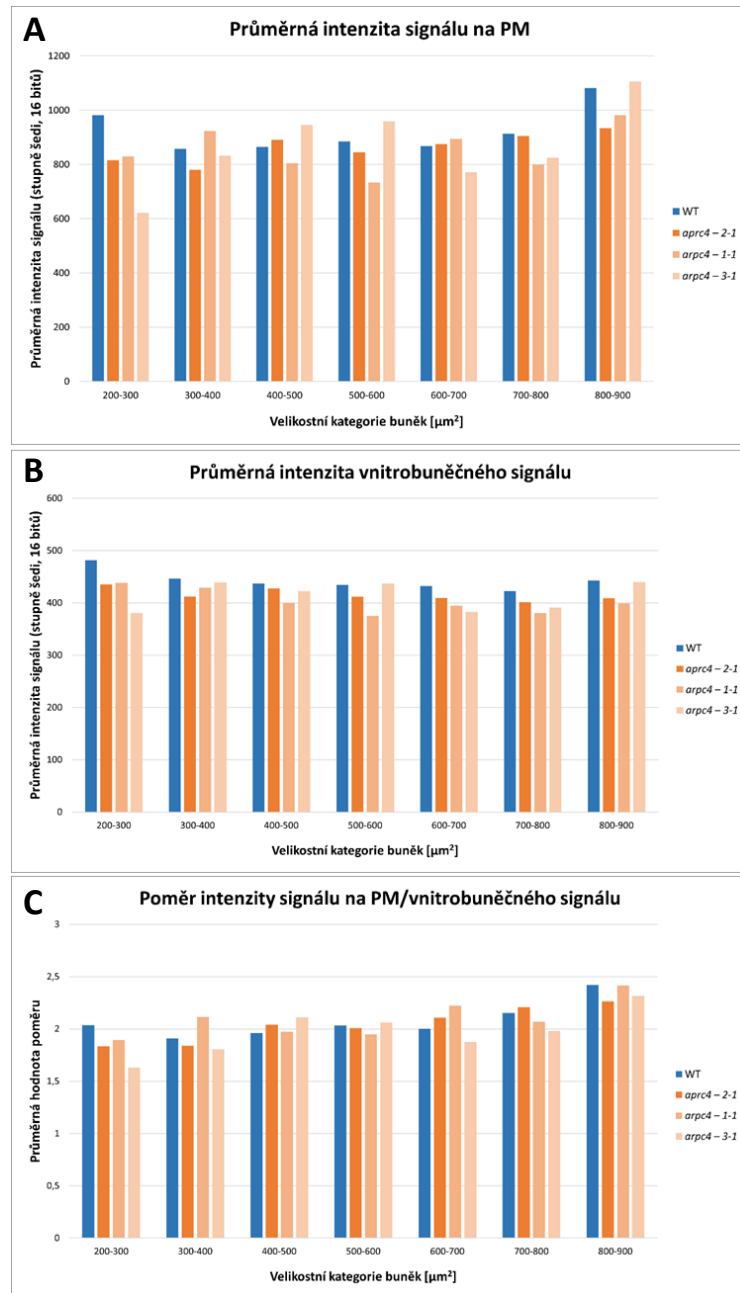 A
Průměrná intenzita signálu na PM
Průměrná intenzita signálu (stupně šedi, 16 bitů)
1200
1000
800
600
400
200
0
200-300 300-400 400-500 500-600 600-700 700-800 800-900
Velikostní kategorie buněk [µm²]
WT
aprc4 – 2-1
arpc4 – 1-1
arpc4 – 3-1
B
Průměrná intenzita vnitrobuněčného signálu
Průměrná intenzita signálu (stupně šedi, 16 bitů)
600
500
400
300
200
100
0
200-300 300-400 400-500 500-600 600-700 700-800 800-900
Velikostní kategorie buněk [µm²]
WT
aprc4 – 2-1
arpc4 – 1-1
arpc4 – 3-1
C
Poměr intenzity signálu na PM/vnitrobuněčného signálu
Průměrná hodnota poměru
3
2,5
2
1,5
1
0,5
0
200-300 300-400 400-500 500-600 600-700 700-800 800-900
Velikostní kategorie buněk [µm²]
WT
aprc4 – 2-1
arpc4 – 1-1
arpc4 – 3-1